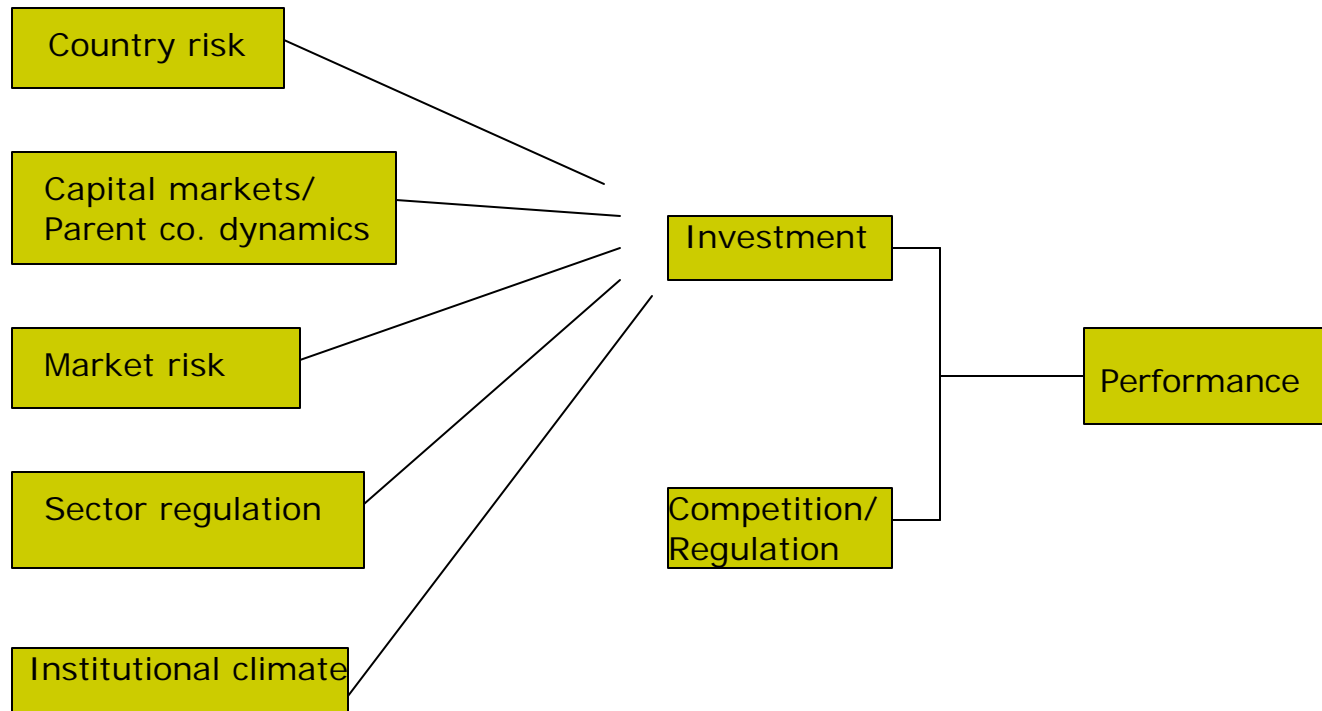 Country risk
Capital markets/
Parent co. dynamics
Market risk
Sector regulation
Institutional climate
Investment
Competition/
Regulation
Performance